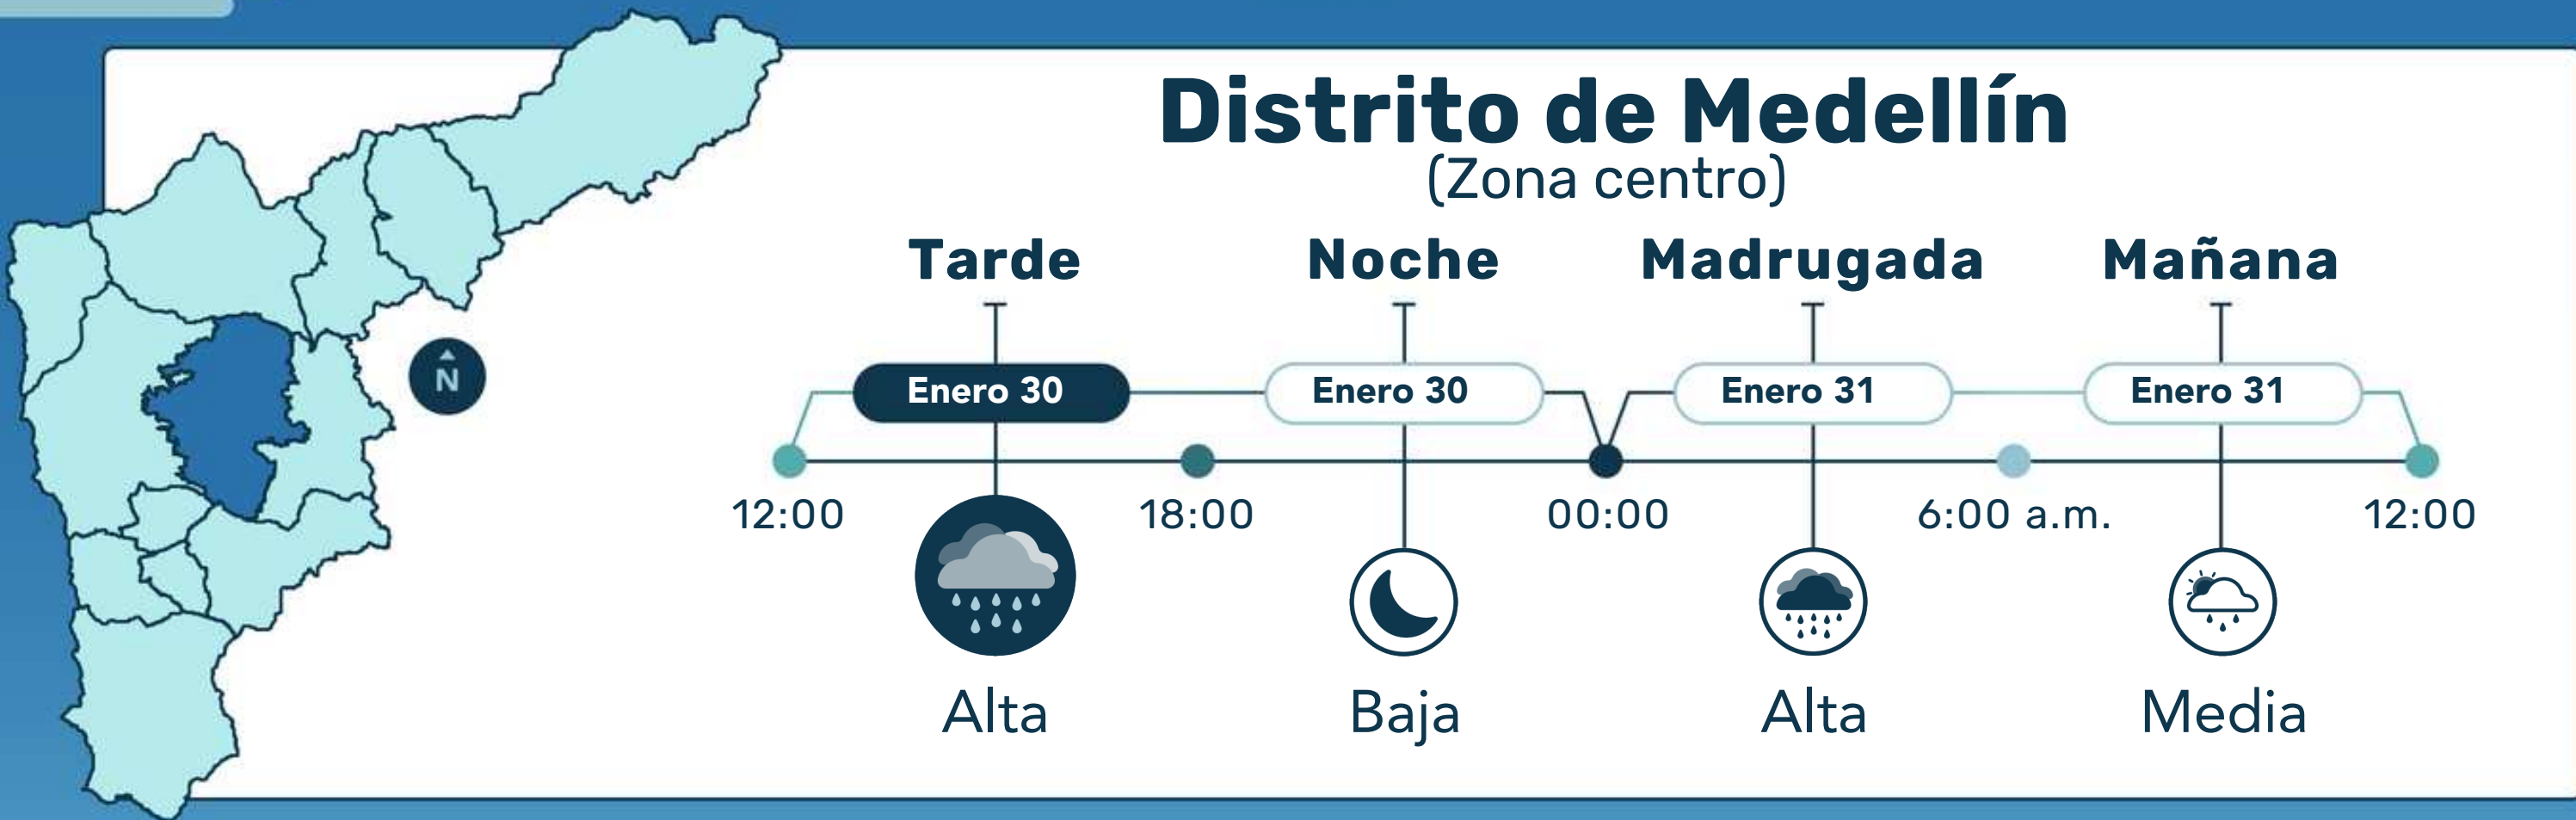 Distrito de Medellín
(Zona centro)
Tarde Noche Madrugada Mañana
Enero 30 Enero 30 Enero 31 Enero 31
12:00 18:00 00:00 6:00 a.m. 12:00
N
Alta Baja Alta Media